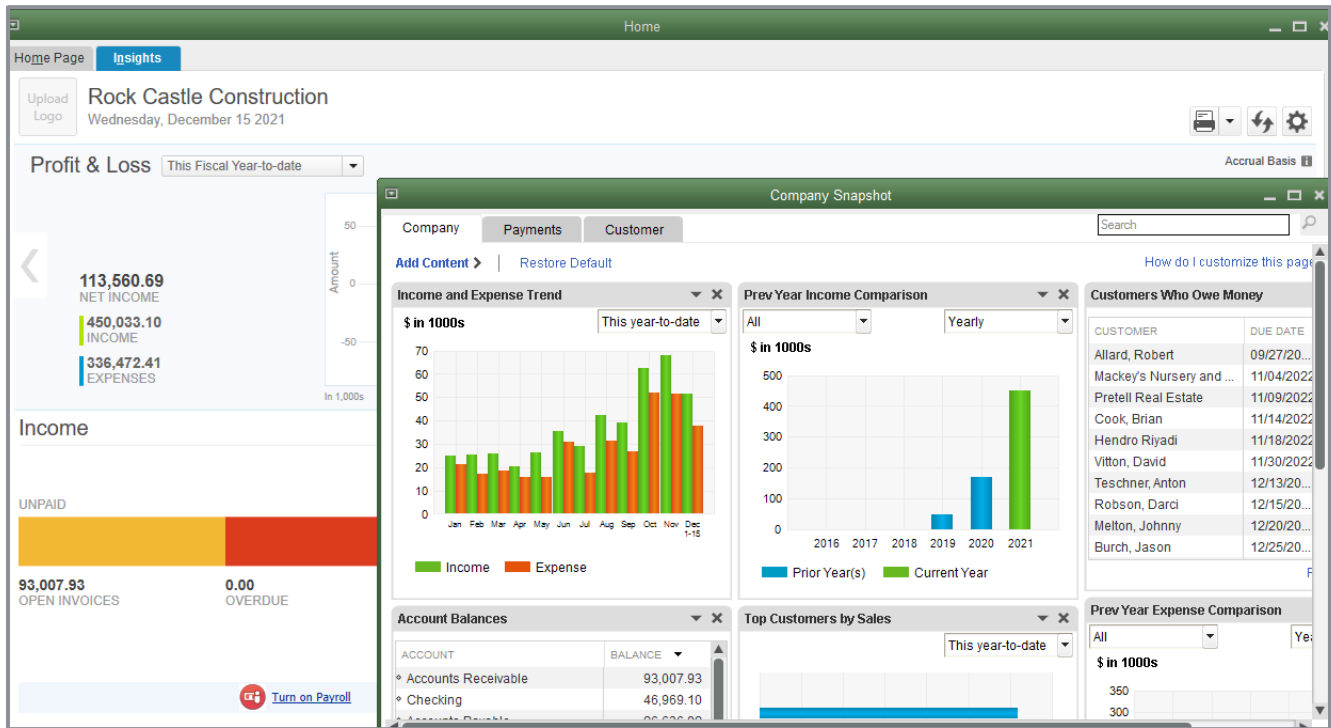 Home
Home Page Insights
Upload
Logo
Rock Castle Construction
Wednesday, December 15 2021
Profit & Loss This Fiscal Year-to-date
Accrual Basis
113,560.69
NET INCOME
450,033.10
INCOME
336,472.41
EXPENSES
Amount
50
0
-50
In 1,000s
Income
UNPAID
93,007.93
OPEN INVOICES
0.00
OVERDUE
Turn on Payroll
Company Snapshot
Company Payments Customer
Search
Add Content Restore Default
How do I customize this page
Income and Expense Trend
$ in 1000s This year-to-date
70
60
50
40
30
20
10
0
Jan Feb Mar Apr May Jun Jul Aug Sep Oct Nov Dec
1-15
Income Expense
Prev Year Income Comparison
All Yearly
$ in 1000s
500
400
300
200
100
0
2016 2017 2018 2019 2020 2021
Prior Year(s) Current Year
Customers Who Owe Money
CUSTOMER DUE DATE
Allard, Robert 09/27/20...
Mackey's Nursery and ... 11/04/2022
Pretell Real Estate 11/09/2022
Cook, Brian 11/14/2022
Hendro Riyadi 11/18/2022
Vitton, David 11/30/2022
Teschner, Anton 12/13/20...
Robson, Darci 12/15/20...
Melton, Johnny 12/20/20...
Burch, Jason 12/25/20...
Account Balances
ACCOUNT BALANCE
Accounts Receivable 93,007.93
Checking 46,969.10
Top Customers by Sales
This year-to-date
Prev Year Expense Comparison
All Ye
$ in 1000s
350
300